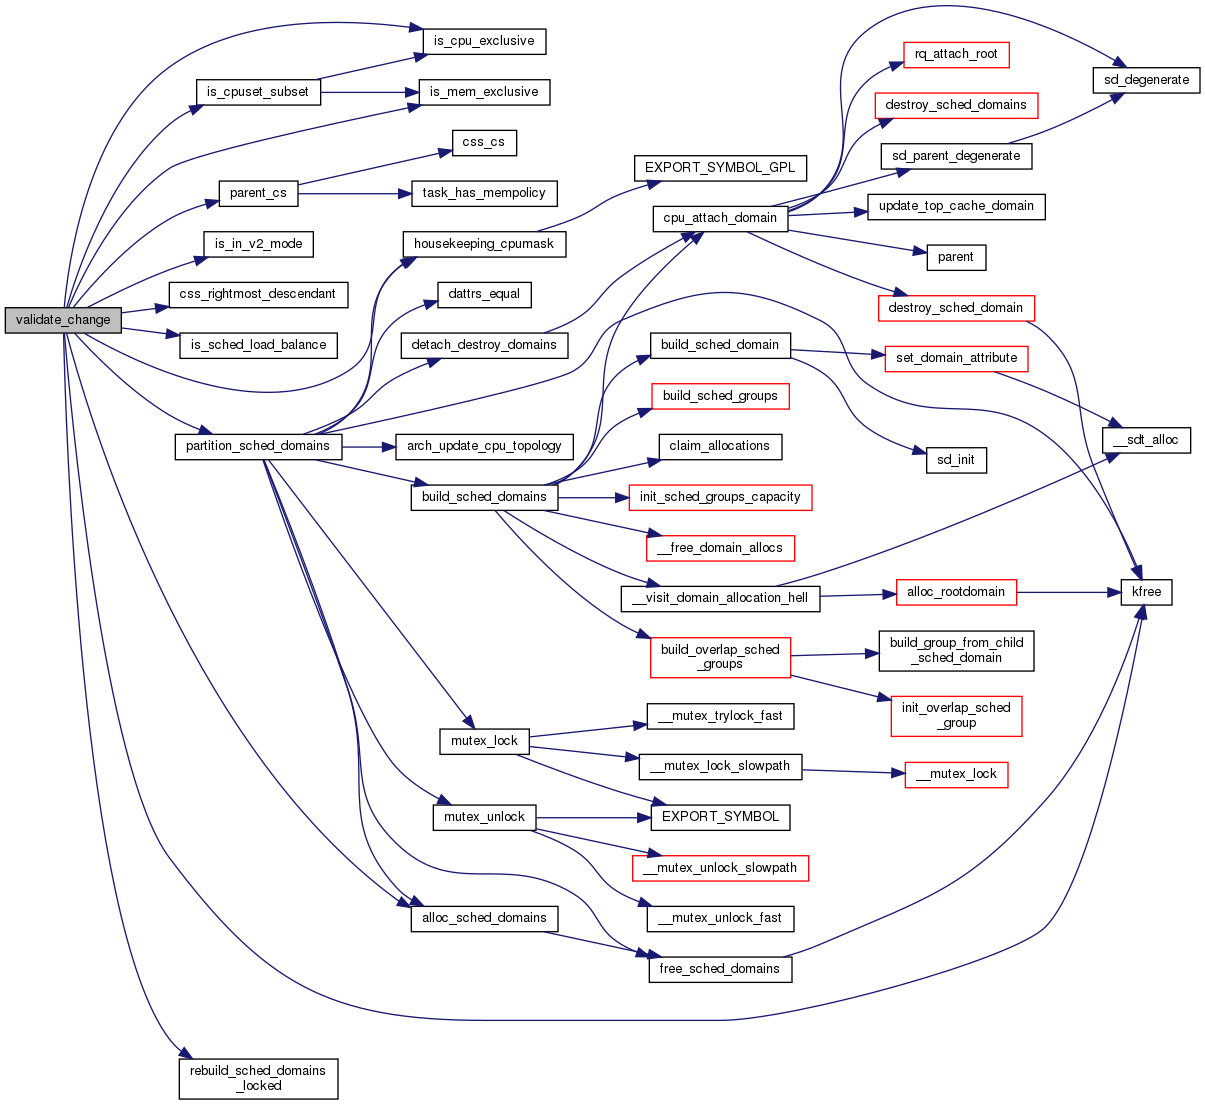 is_cpu_exclusive
rq_attach_root
sd_degenerate
is_cpuset_subset
is_mem_exclusive
destroy_sched_domains
css_cs
sd_parent_degenerate
EXPORT_SYMBOL_GPL
parent_cs
task_has_mempolicy
update_top_cache_domain
cpu_attach_domain
is_in_v2_mode
housekeeping_cpumask
parent
css_rightmost_descendant
dattrs_equal
destroy_sched_domain
validate_change
is_sched_load_balance
detach_destroy_domains
build_sched_domain
set_domain_attribute
build_sched_groups
partition_sched_domains
arch_update_cpu_topology
claim_allocations
__sdt_alloc
sd_init
build_sched_domains
init_sched_groups_capacity
__free_domain_allocs
__visit_domain_allocation_hell
alloc_rootdomain
kfree
build_overlap_sched
_groups
build_group_from_child
_sched_domain
init_overlap_sched
_group
__mutex_trylock_fast
mutex_lock
__mutex_lock_slowpath
__mutex_lock
mutex_unlock
EXPORT_SYMBOL
__mutex_unlock_slowpath
alloc_sched_domains
__mutex_unlock_fast
free_sched_domains
rebuild_sched_domains
_locked